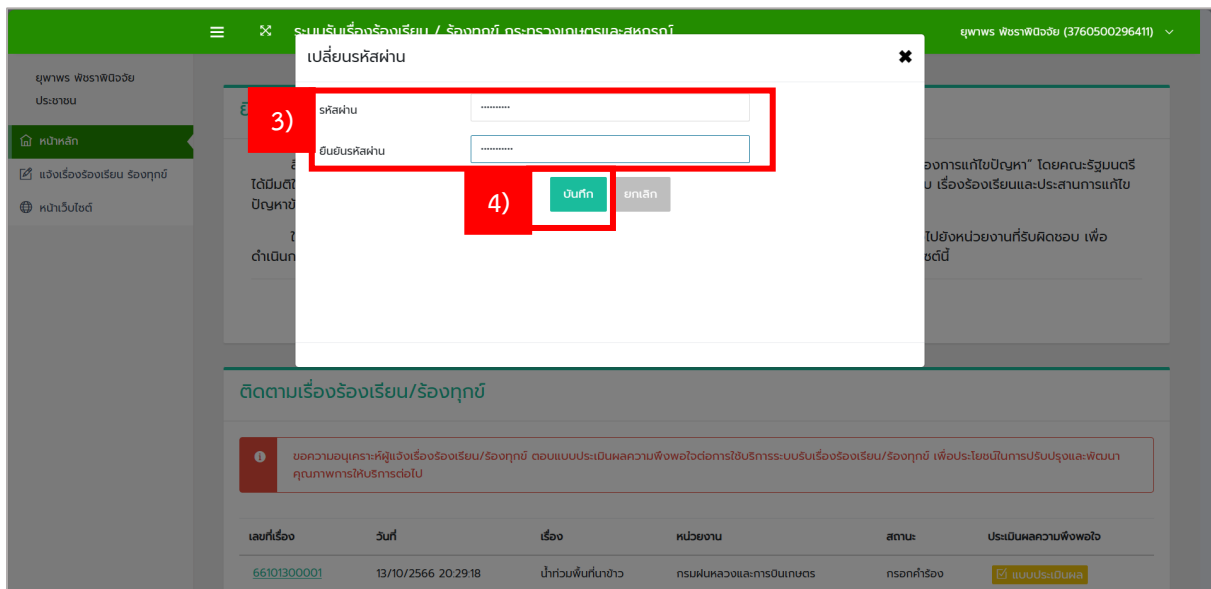 ระบบรับเรื่องร้องเรียน / ร้องทุกข์ กระทรวงเกษตรและสหกรณ์
ยุพาพร พัชราพินิจจัย (3760500296411)
ยุพาพร พัชราพินิจจัย
ประชาชน
หน้าหลัก
แจ้งเรื่องร้องเรียน ร้องทุกข์
หน้าเว็บไซต์
เปลี่ยนรหัสผ่าน
3)
รหัสผ่าน
ยืนยันรหัสผ่าน
4)
บันทึก
ยกเลิก
องการแก้ไขปัญหา" โดยคณะรัฐมนตรี
ได้มีมติ
เรื่องร้องเรียนและประสานการแก้ไข
ปัญหา
ไปยังหน่วยงานที่รับผิดชอบ เพื่อ
ติดตามเรื่องร้องเรียน/ร้องทุกข์
ขอความอนุเคราะห์ผู้แจ้งเรื่องร้องเรียน/ร้องทุกข์ ตอบแบบประเมินผลความพึงพอใจต่อการใช้บริการระบบรับเรื่องร้องเรียน/ร้องทุกข์ เพื่อประโยชน์ในการปรับปรุงและพัฒนา
คุณภาพการให้บริการต่อไป
เลขที่เรื่อง วันที่ เรื่อง หน่วยงาน สถานะ ประเมินผลความพึงพอใจ
66101300001 13/10/2566 20:29:18 น้ำท่วมพื้นที่นาข้าว กรมฝนหลวงและการบินเกษตร กรอกคำร้อง แบบประเมินผล